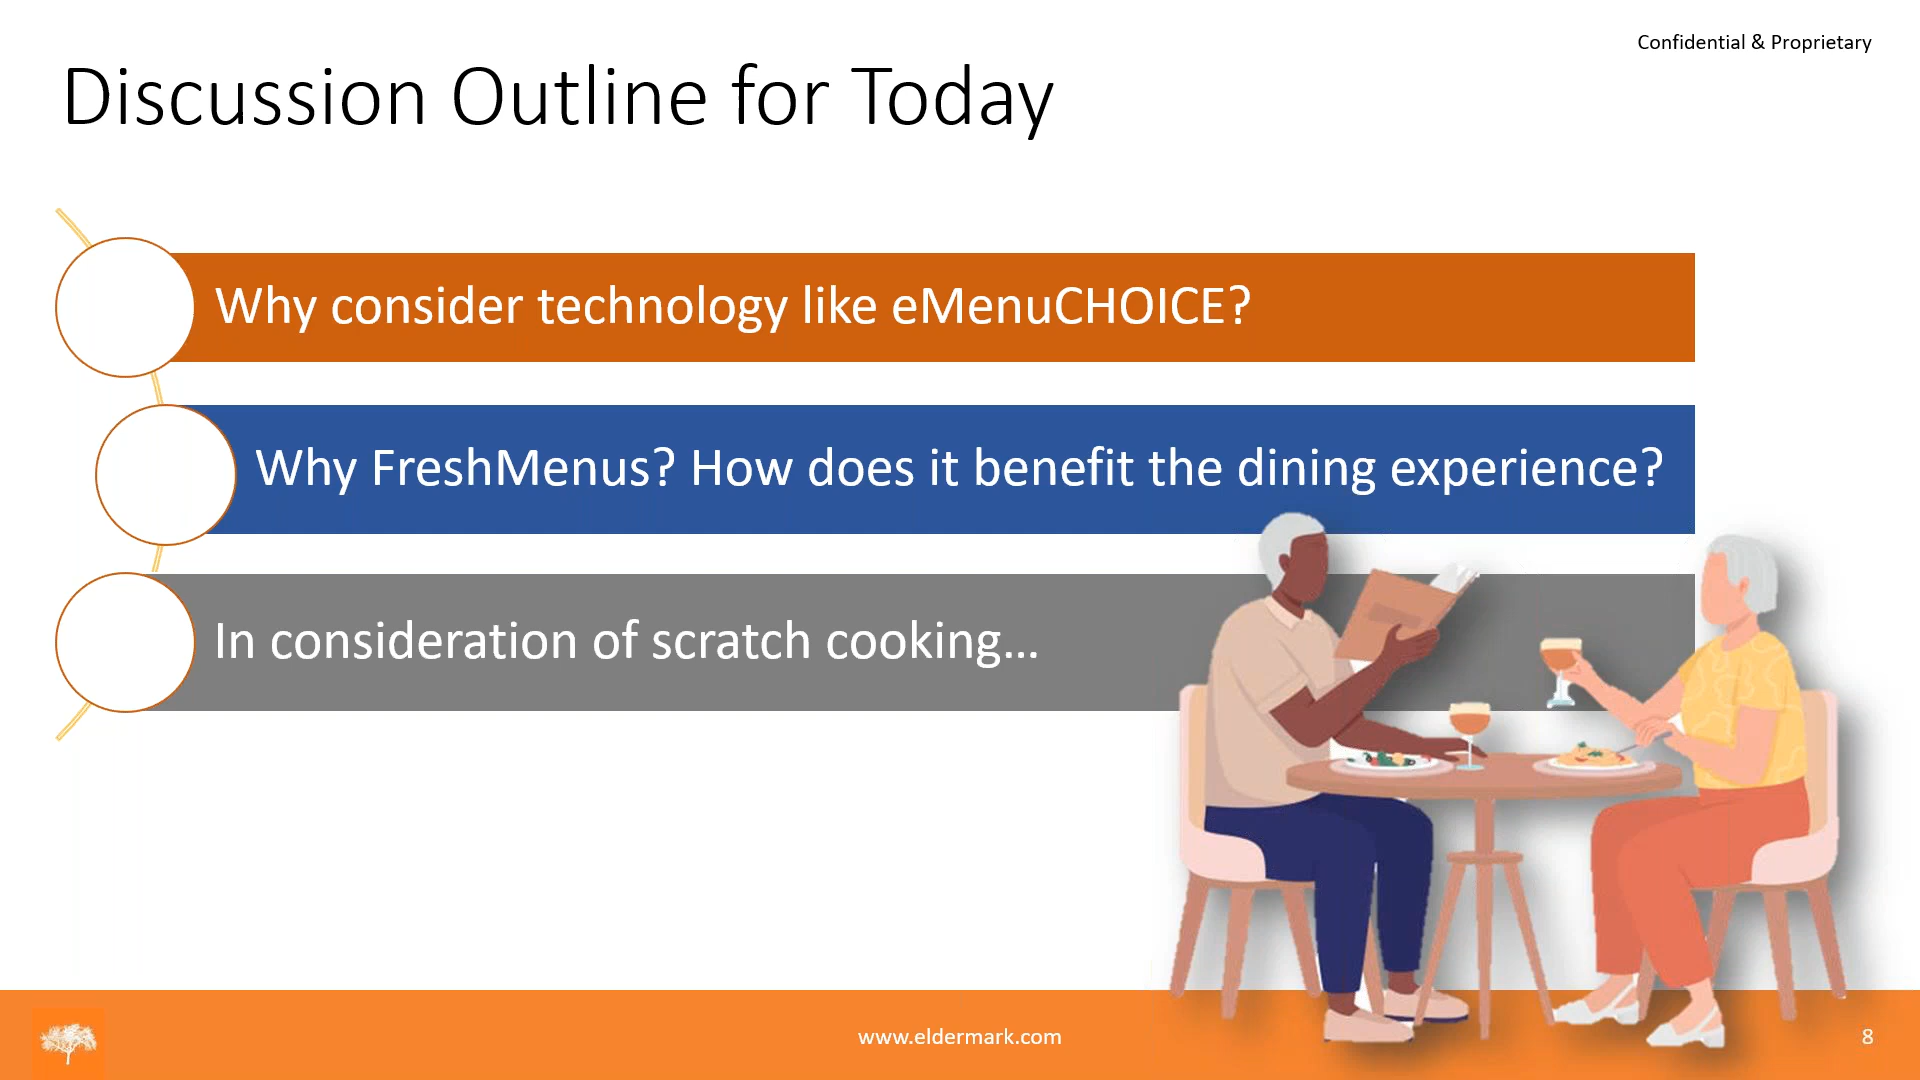 Confidential & Proprietary
Discussion Outline for Today
Why consider technology like eMenuCHOICE?
Why FreshMenus? How does it benefit the dining experience?
In consideration of scratch cooking...
www.eldermark.com
8